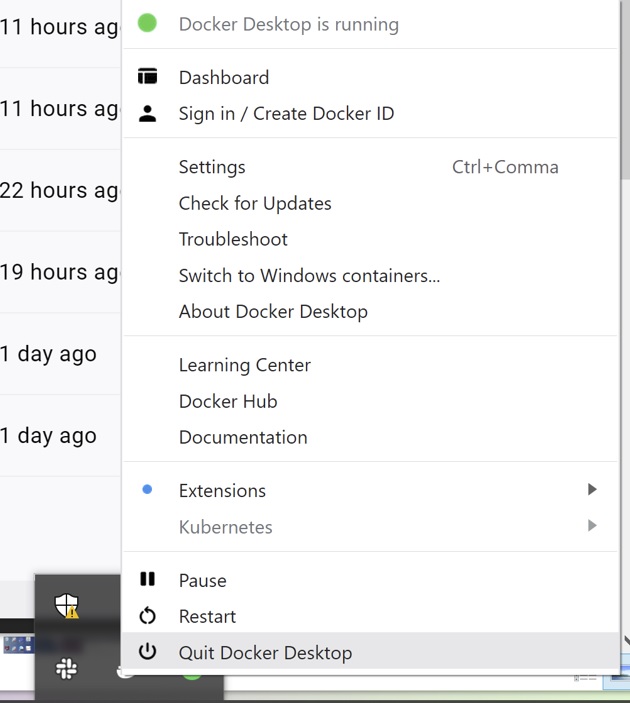 11 hours ag
11 hours ag
22 hours ag
19 hours ag
1 day ago
1 day ago
Docker Desktop is running
Dashboard
Sign in / Create Docker ID
Settings Ctrl+Comma
Check for Updates
Troubleshoot
Switch to Windows containers...
About Docker Desktop
Learning Center
Docker Hub
Documentation
Extensions
Kubernetes
Pause
Restart
Quit Docker Desktop